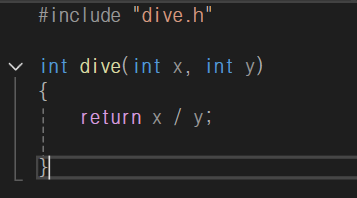 #include "dive.h"
int dive(int x, int y)
{
return x / y;
}